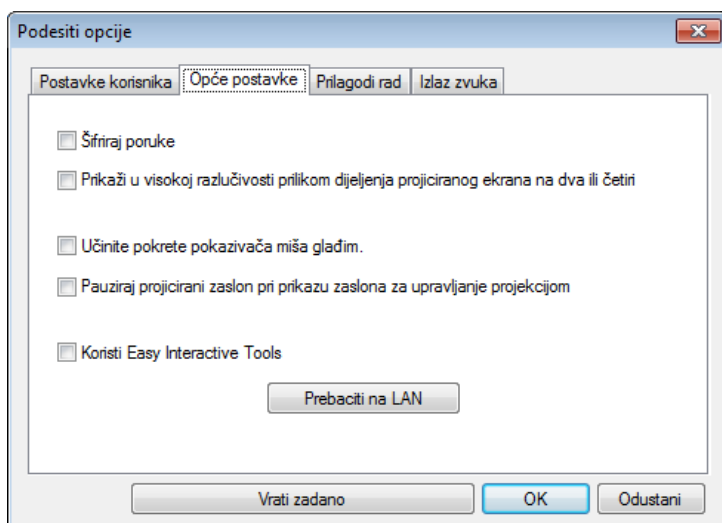 Podesiti opcije
Postavke korisnika Opće postavke Prilagodi rad Izlaz zvuka
Šifriraj poruke
Prikaži u visokoj razlučivosti prilikom dijeljenja projiciranog ekrana na dva ili četiri
Učinite pokrete pokazivača miša glađim.
Pauziraj projicirani zaslon pri prikazu zaslona za upravljanje projekcijom
Koristi Easy Interactive Tools
Prebaciti na LAN
Vrati zadano OK Odustani